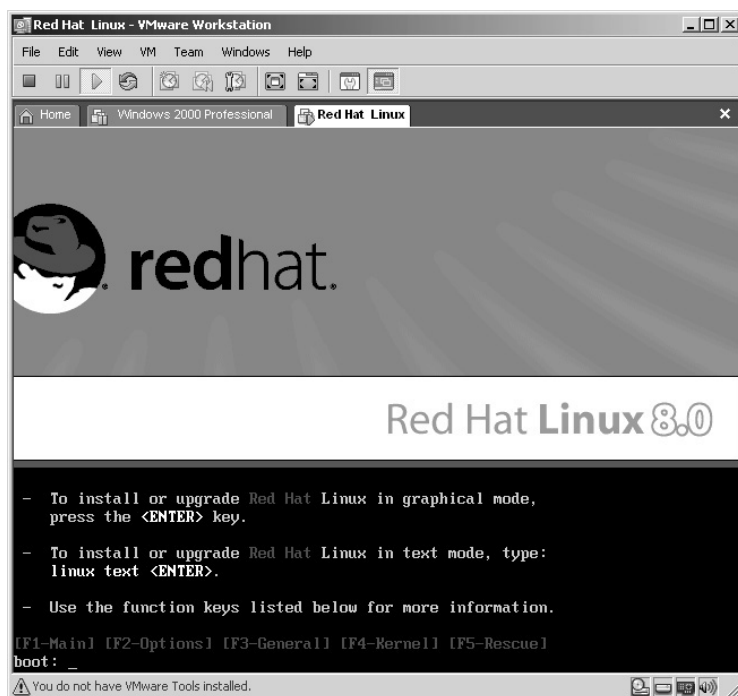 Red Hat Linux - VMware Workstation
File Edit View VM Team Windows Help
Home Windows 2000 Professional Red Hat Linux
redhat.
Red Hat Linux 8.0
- To install or upgrade Red Hat Linux in graphical mode,
press the <ENTER> key.
- To install or upgrade Red Hat Linux in text mode, type:
linux text <ENTER>.
- Use the function keys listed below for more information.
[F1-Main] [F2-Options] [F3-General] [F4-Kernel] [F5-Rescue]
boot: _
You do not have VMware Tools installed.